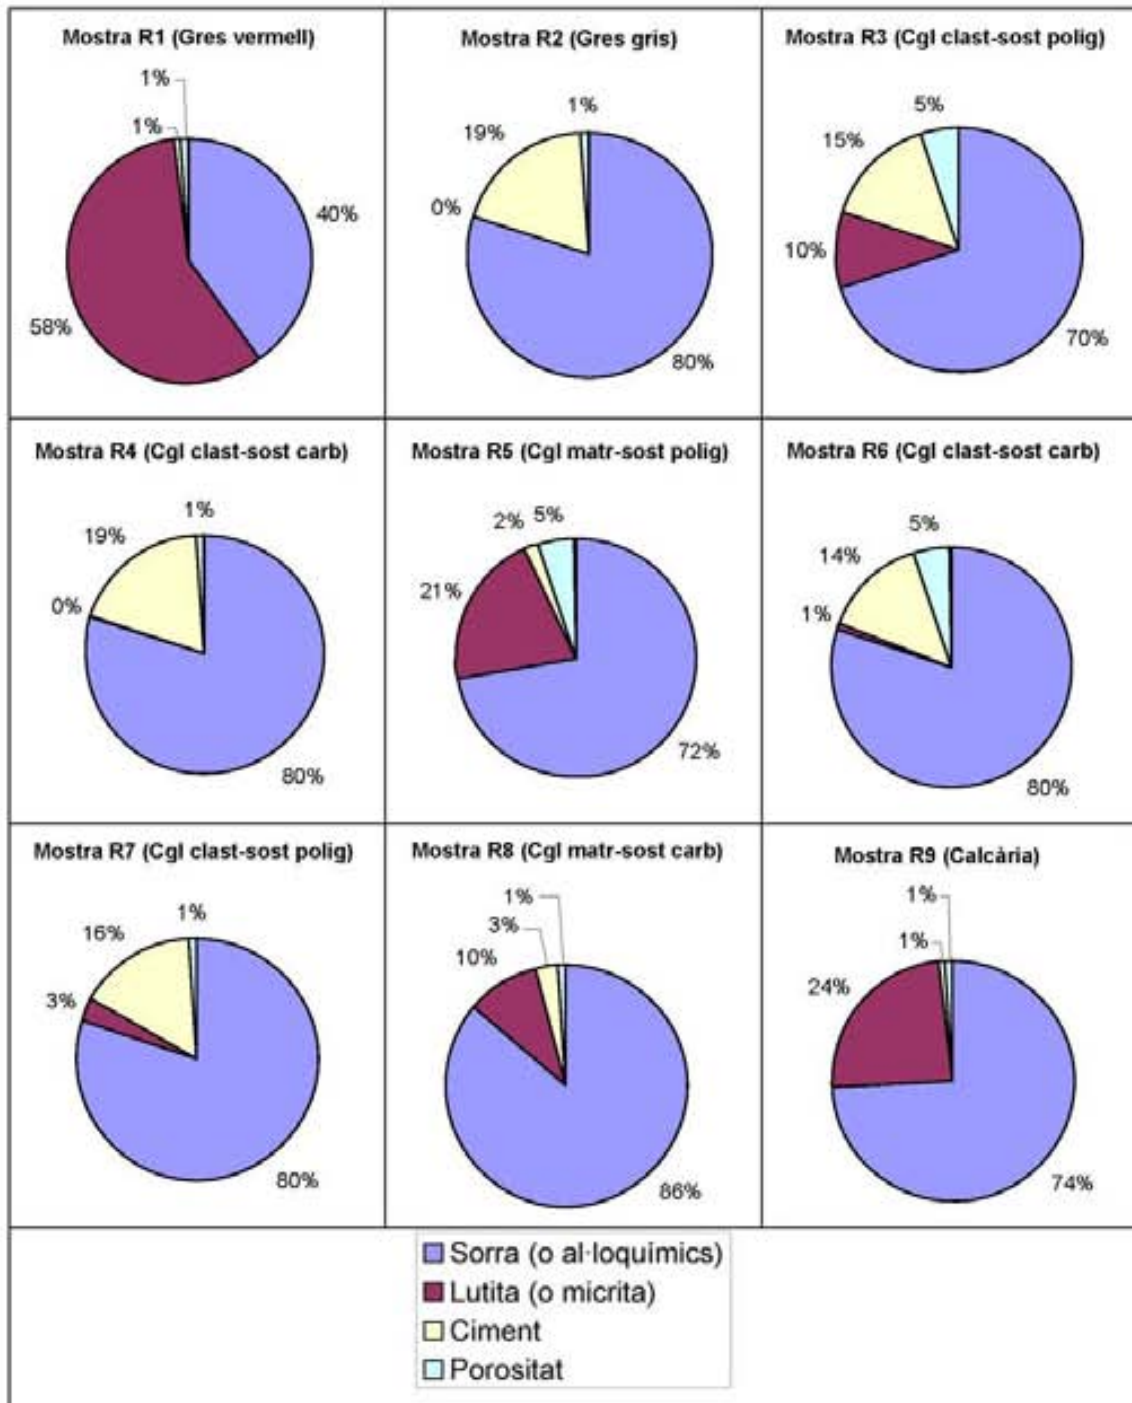 Mostra R1 (Gres vermell)
1%
1%
40%
58%
Mostra R2 (Gres gris)
1%
19%
0%
80%
Mostra R3 (Cgl clast-sost polig)
5%
15%
10%
70%
Mostra R4 (Cgl clast-sost carb)
1%
19%
0%
80%
Mostra R5 (Cgl matr-sost polig)
2% 5%
21%
72%
Mostra R6 (Cgl clast-sost carb)
5%
14%
1%
80%
Mostra R7 (Cgl clast-sost polig)
1%
16%
3%
80%
Mostra R8 (Cgl matr-sost carb)
1%
3%
10%
86%
Mostra R9 (Calcària)
1%
1%
24%
74%
Sorra (o al·loquímics)
Lutita (o micrita)
Ciment
Porositat